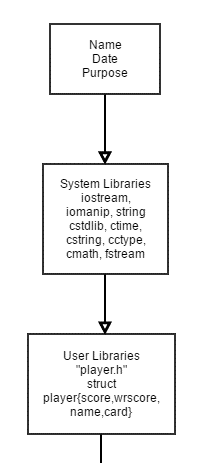 Name
Date
Purpose
System Libraries
iostream,
iomanip, string
cstdlib, ctime,
cstring, cctype,
cmath, fstream
User Libraries
"player.h"
struct
player{score,wrscore,
name,card}